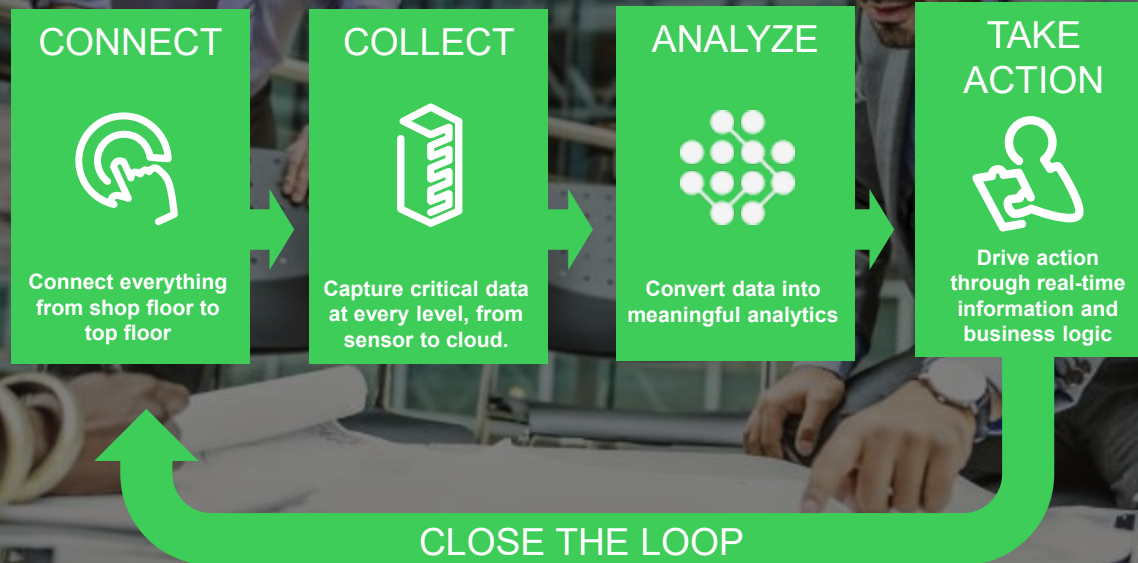 CONNECT
Connect everything
from shop floor to
top floor
COLLECT
Capture critical data
at every level, from
sensor to cloud.
ANALYZE
Convert data into
meaningful analytics
TAKE
ACTION
Drive action
through real-time
information and
business logic
CLOSE THE LOOP